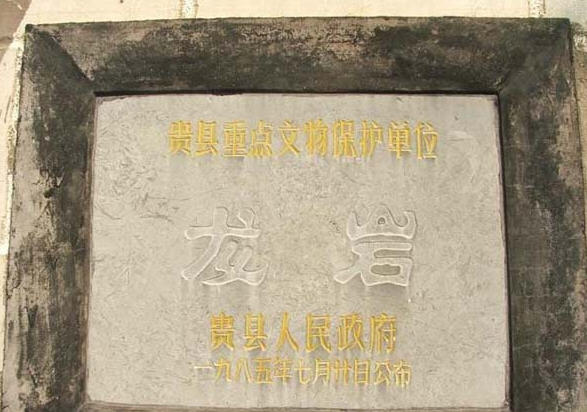 贵县重点文物保护单位
龙岩
贵县人民政府
一九八五年七月廿日公布